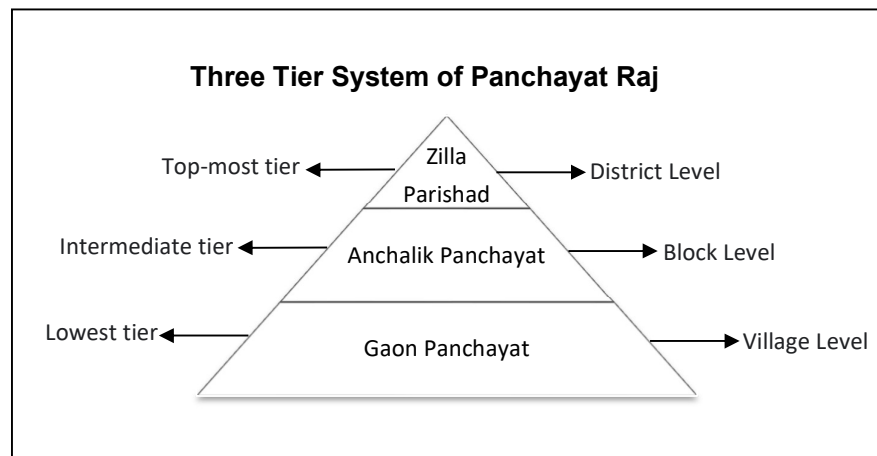 Three Tier System of Panchayat Raj
Zilla
Parishad
Top-most tier
District Level
Intermediate tier
Anchalik Panchayat
Block Level
Lowest tier
Gaon Panchayat
Village Level